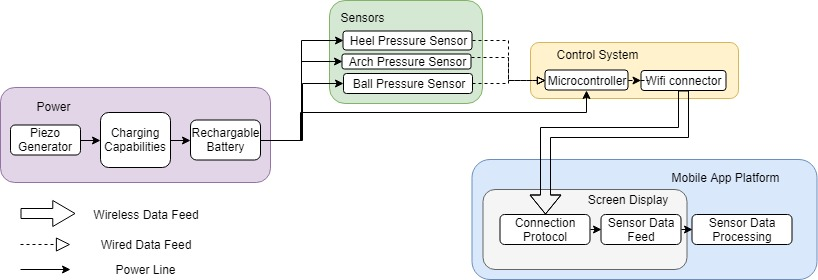 Sensors
Heel Pressure Sensor
Arch Pressure Sensor
Ball Pressure Sensor
Control System
Microcontroller
Wifi connector
Power
Piezo
Generator
Charging
Capabilities
Rechargable
Battery
Mobile App Platform
Screen Display
Connection
Protocol
Sensor Data
Feed
Sensor Data
Processing
Wireless Data Feed
Wired Data Feed
Power Line